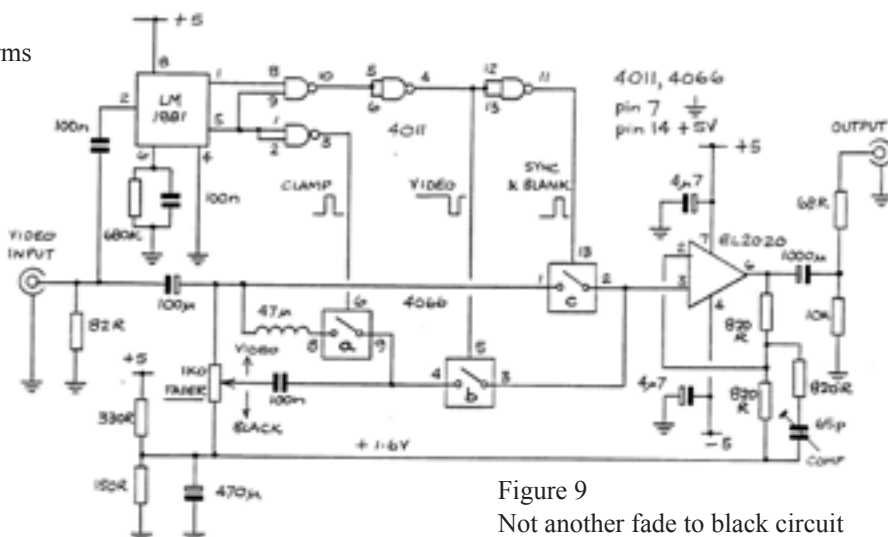 rms
+5
8
2
LM
1881
1
5
6
4
100n
680K
100n
8
9
10
5
6
4
12
13
11
1
2
3
4011
4011, 4066
pin 7
pin 14 +5V
OUTPUT
CLAMP
VIDEO
SYNC
& BLANK
+5
4µ7
7
EL2020
68R
1000µ
VIDEO
INPUT
82R
100µ
4066
13
1
2
c
2
3
6
4
820
R
10K
47µ
6
8
9
a
5
4
3
b
+5
1K0
FADER
VIDEO
BLACK
100n
4µ7
-5
820
R
820R
65p
COMP
330R
+1.6V
150R
470µ
Figure 9
Not another fade to black circuit